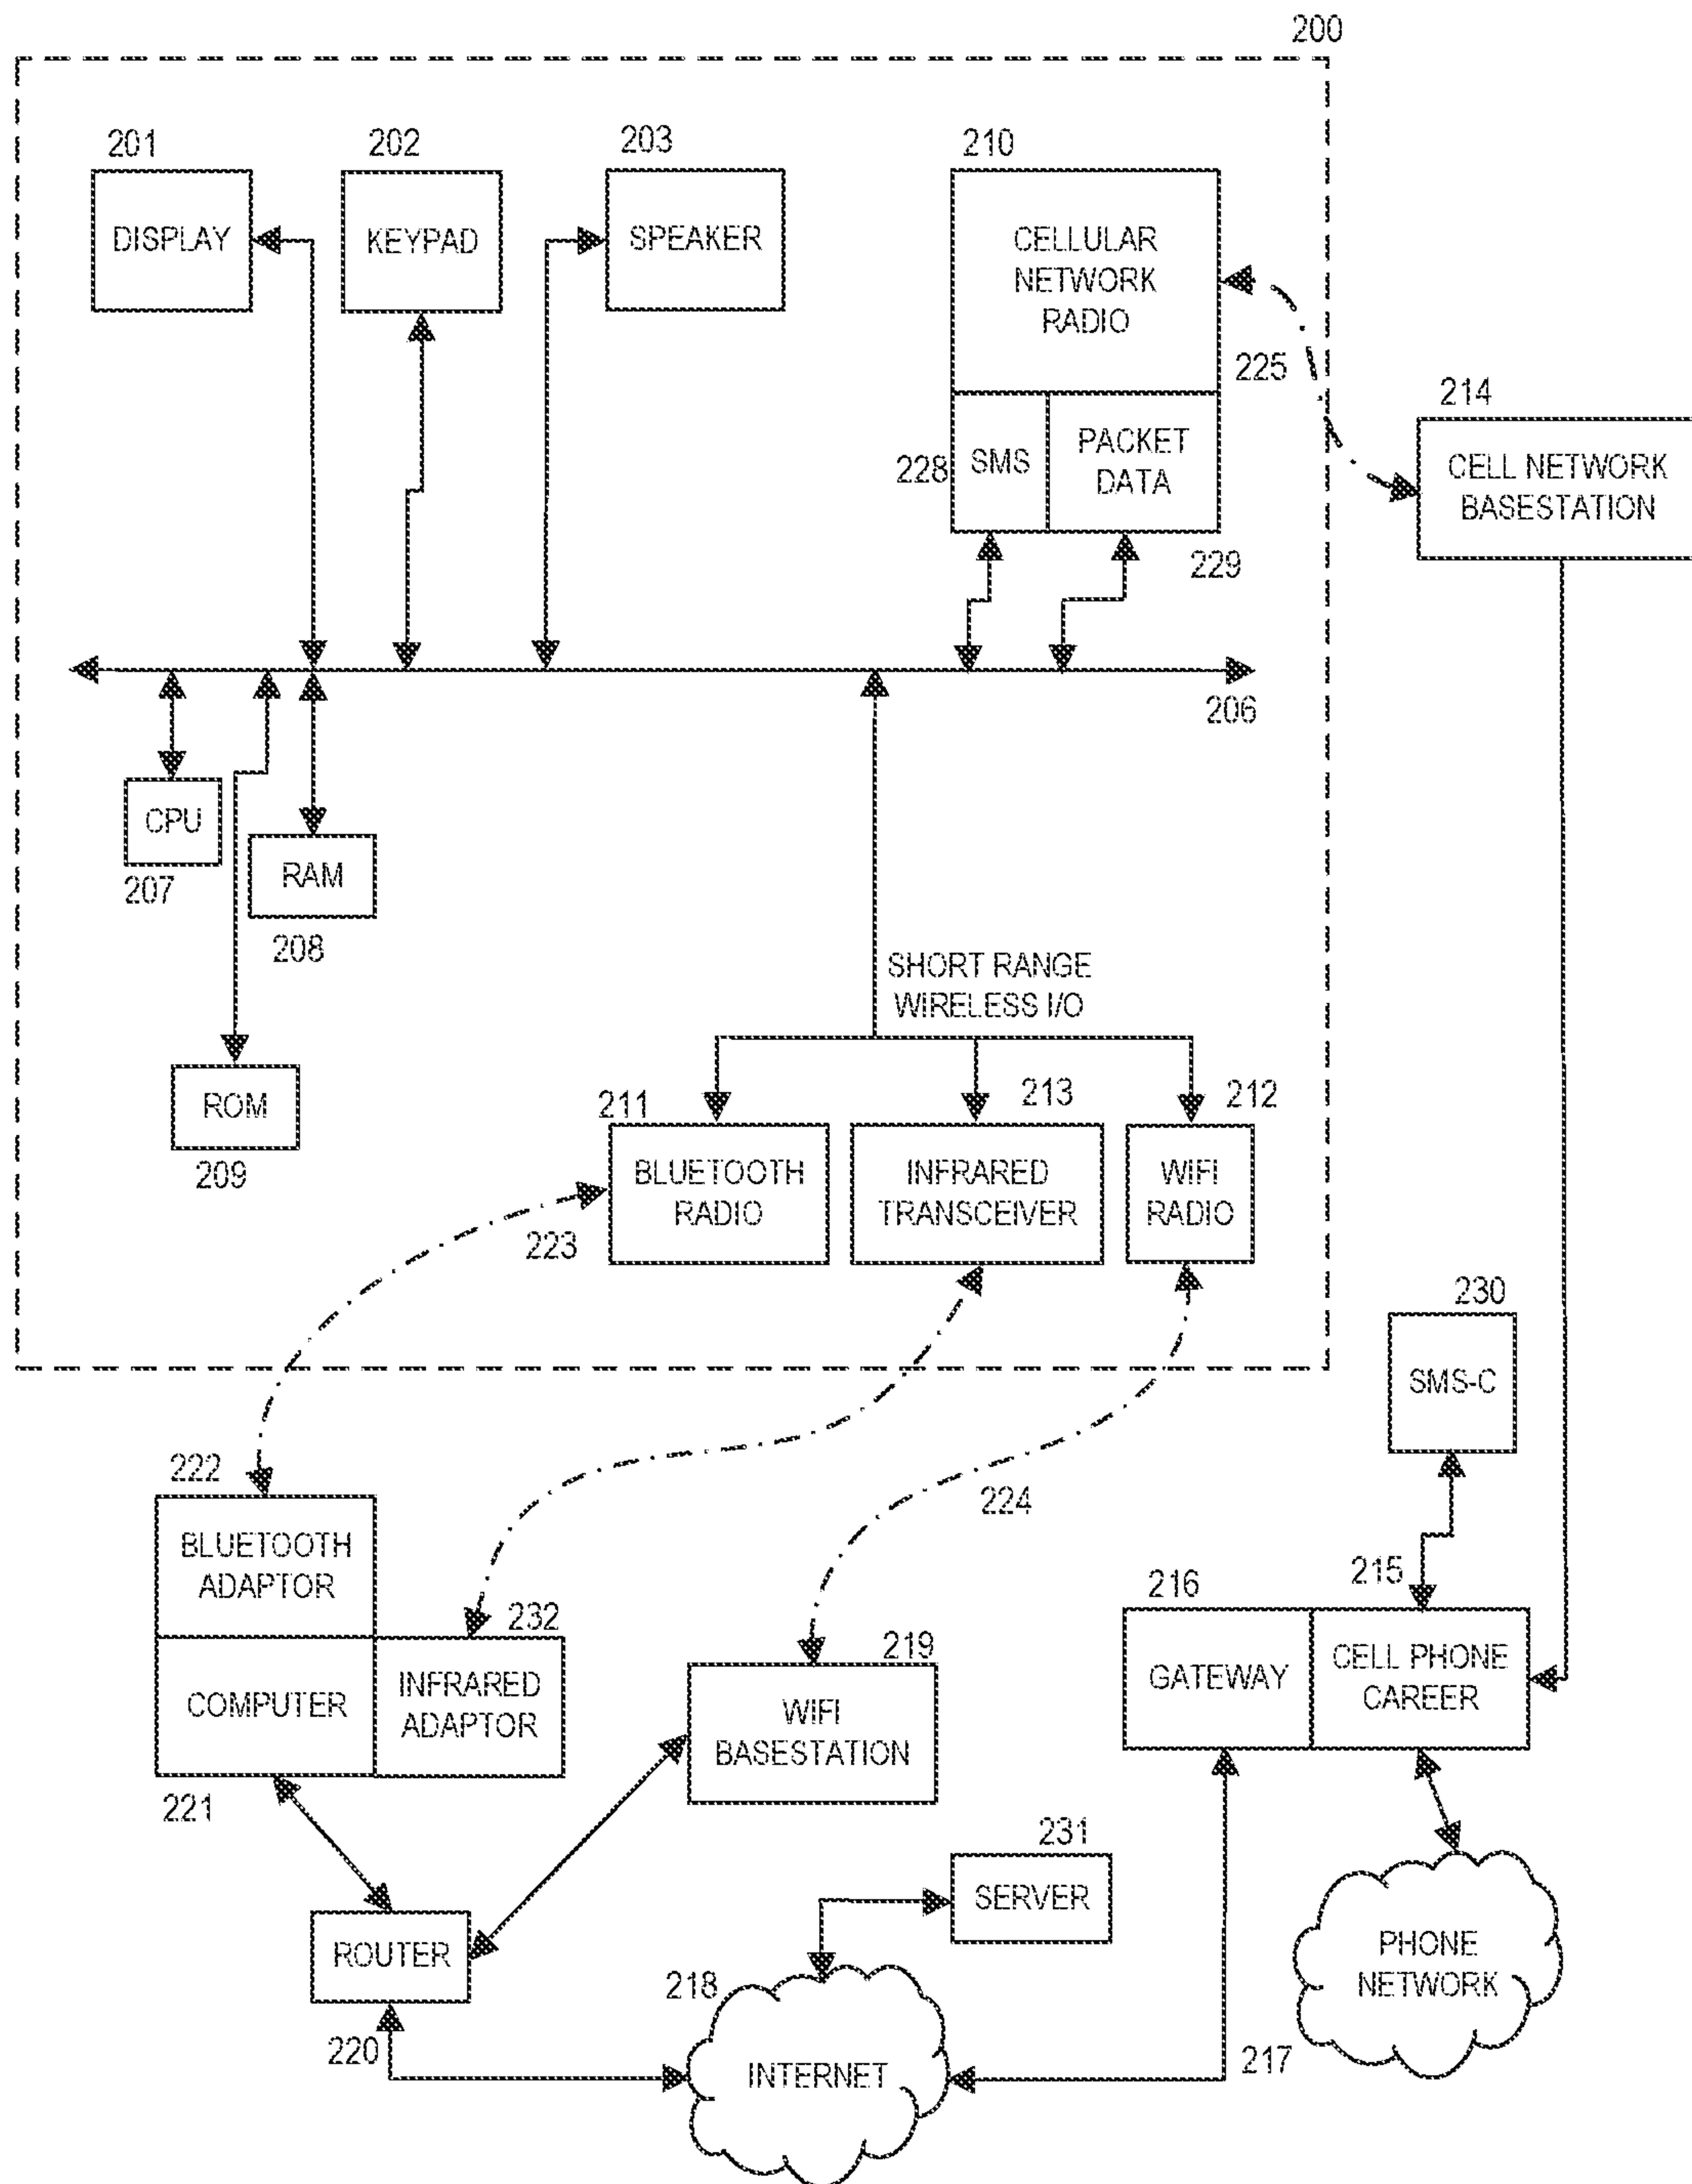 200
201
202
203
210
DISPLAY
KEYPAD
SPEAKER
CELLULAR
NETWORK
RADIO
225
214
228
SMS
PACKET
DATA
CELL NETWORK
BASESTATION
229
206
CPU
207
RAM
208
SHORT RANGE
WIRELESS I/O
ROM
209
211
213
212
BLUETOOTH
RADIO
INFRARED
TRANSCEIVER
WIFI
RADIO
223
230
SMS-C
222
224
BLUETOOTH
ADAPTOR
215
216
232
219
COMPUTER
INFRARED
ADAPTOR
WIFI
BASESTATION
GATEWAY
CELL PHONE
CAREER
221
231
SERVER
ROUTER
218
PHONE
NETWORK
220
INTERNET
217